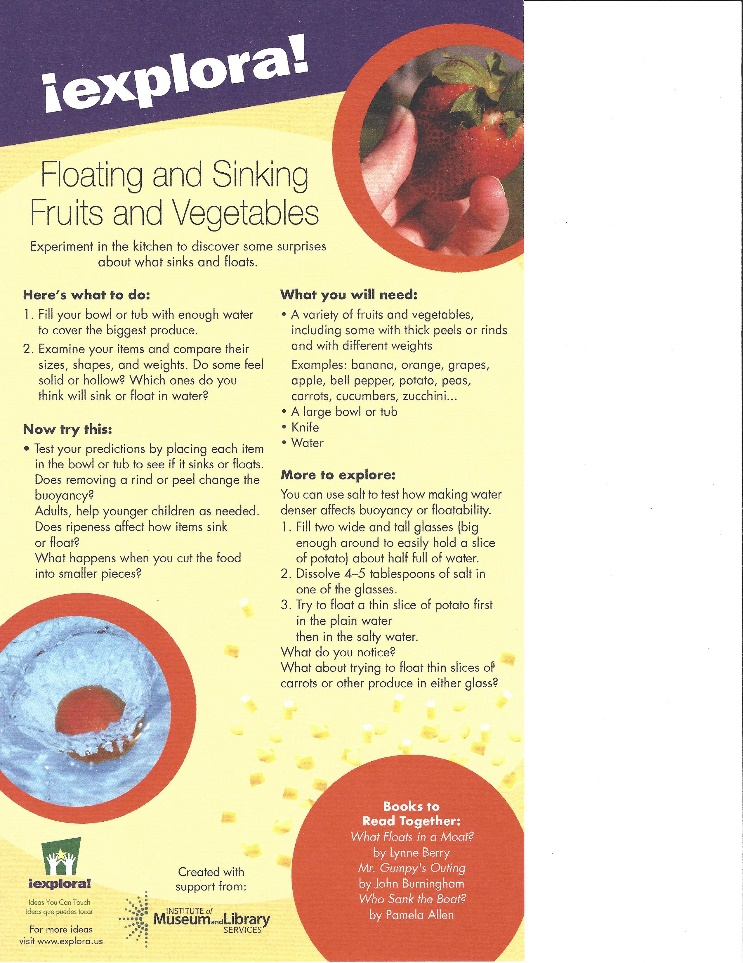 ¡explora!
Floating and Sinking
Fruits and Vegetables
Experiment in the kitchen to discover some surprises
about what sinks and floats.
Here's what to do:
1. Fill your bowl or tub with enough water
to cover the biggest produce.
2. Examine your items and compare their
sizes, shapes, and weights. Do some feel
solid or hollow? Which ones do you
think will sink or float in water?
Now try this:
• Test your predictions by placing each item
in the bowl or tub to see if it sinks or floats.
Does removing a rind or peel change the
buoyancy?
Adults, help younger children as needed.
Does ripeness affect how items sink
or float?
What happens when you cut the food
into smaller pieces?
What you will need:
• A variety of fruits and vegetables,
including some with thick peels or rinds
and with different weights
Examples: banana, orange, grapes,
apple, bell pepper, potato, peas,
carrots, cucumbers, zucchini...
• A large bowl or tub
• Knife
• Water
More to explore:
You can use salt to test how making water
denser affects buoyancy or floatability.
1. Fill two wide and tall glasses (big
enough around to easily hold a slice
of potato) about half full of water.
2. Dissolve 4–5 tablespoons of salt in
one of the glasses.
3. Try to float a thin slice of potato first
in the plain water
then in the salty water.
What do you notice?
What about trying to float thin slices of
carrots or other produce in either glass?
Books to
Read Together:
What Floats in a Moat?
by Lynne Berry
Mr. Gumpy's Outing
by John Burningham
Who Sank the Boat?
by Pamela Allen
¡explora!
Ideas You Can Touch
Ideas que puedes tocar
For more ideas
visit www.explora.us
Created with
support from:
INSTITUTE of
Museum and Library
SERVICES